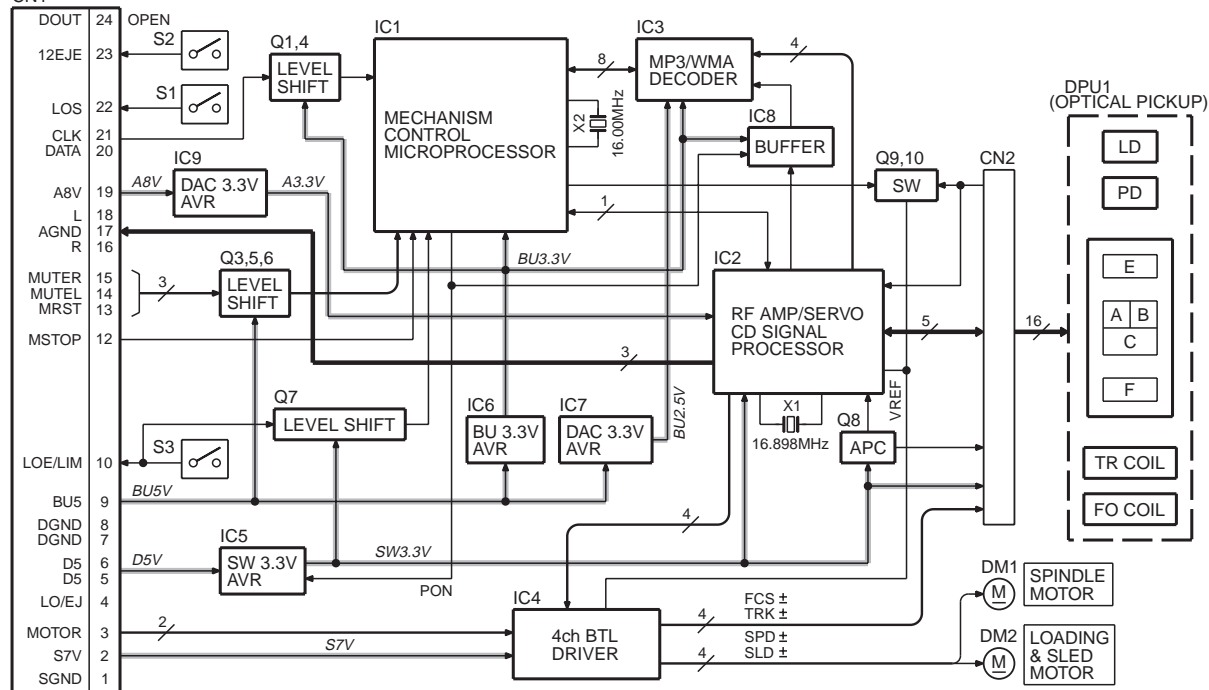 DOUT 24 OPEN
12EJE 23
LOS 22
CLK 21
DATA 20
A8V 19
L 18
AGND 17
R 16
MUTER 15
MUTEL 14
MRST 13
MSTOP 12
LOE/LIM 10
BU5 9
DGND 8
DGND 7
D5 6
D5 5
LO/EJ 4
MOTOR 3
S7V 2
SGND 1
S2
S1
Q1,4
LEVEL
SHIFT
IC9
A8V
DAC 3.3V
AVR
A3.3V
Q3,5,6
LEVEL
SHIFT
3
Q7
LEVEL SHIFT
S3
BU5V
IC5
D5V
SW 3.3V
AVR
SW3.3V
PON
2
S7V
IC1
MECHANISM
CONTROL
MICROPROCESSOR
8
X2
16.00MHz
1
BU3.3V
3
IC6
BU 3.3V
AVR
IC7
DAC 3.3V
AVR
BU2.5V
IC3
MP3/WMA
DECODER
4
IC8
BUFFER
Q9,10
SW
IC2
RF AMP/SERVO
CD SIGNAL
PROCESSOR
X1
16.898MHz
Q8
APC
VREF
4
IC4
4ch BTL
DRIVER
4
FCS ±
TRK ±
4
SPD ±
SLD ±
5
CN2
16
DPU1
(OPTICAL PICKUP)
LD
PD
E
A B
C
F
TR COIL
FO COIL
DM1
M
SPINDLE
MOTOR
DM2
M
LOADING
& SLED
MOTOR